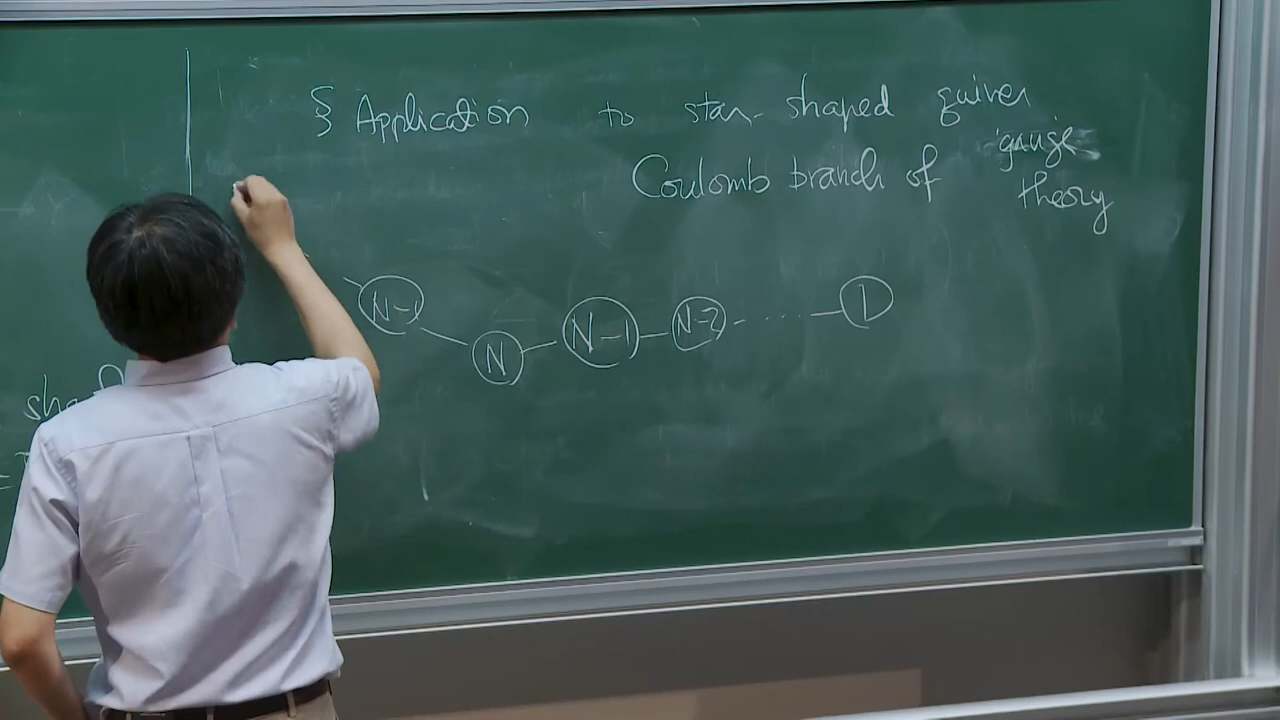 § Application to star-shaped quiver
gauge
Coulomb branch of theory
N-1
N N-1 N-2 .... 1